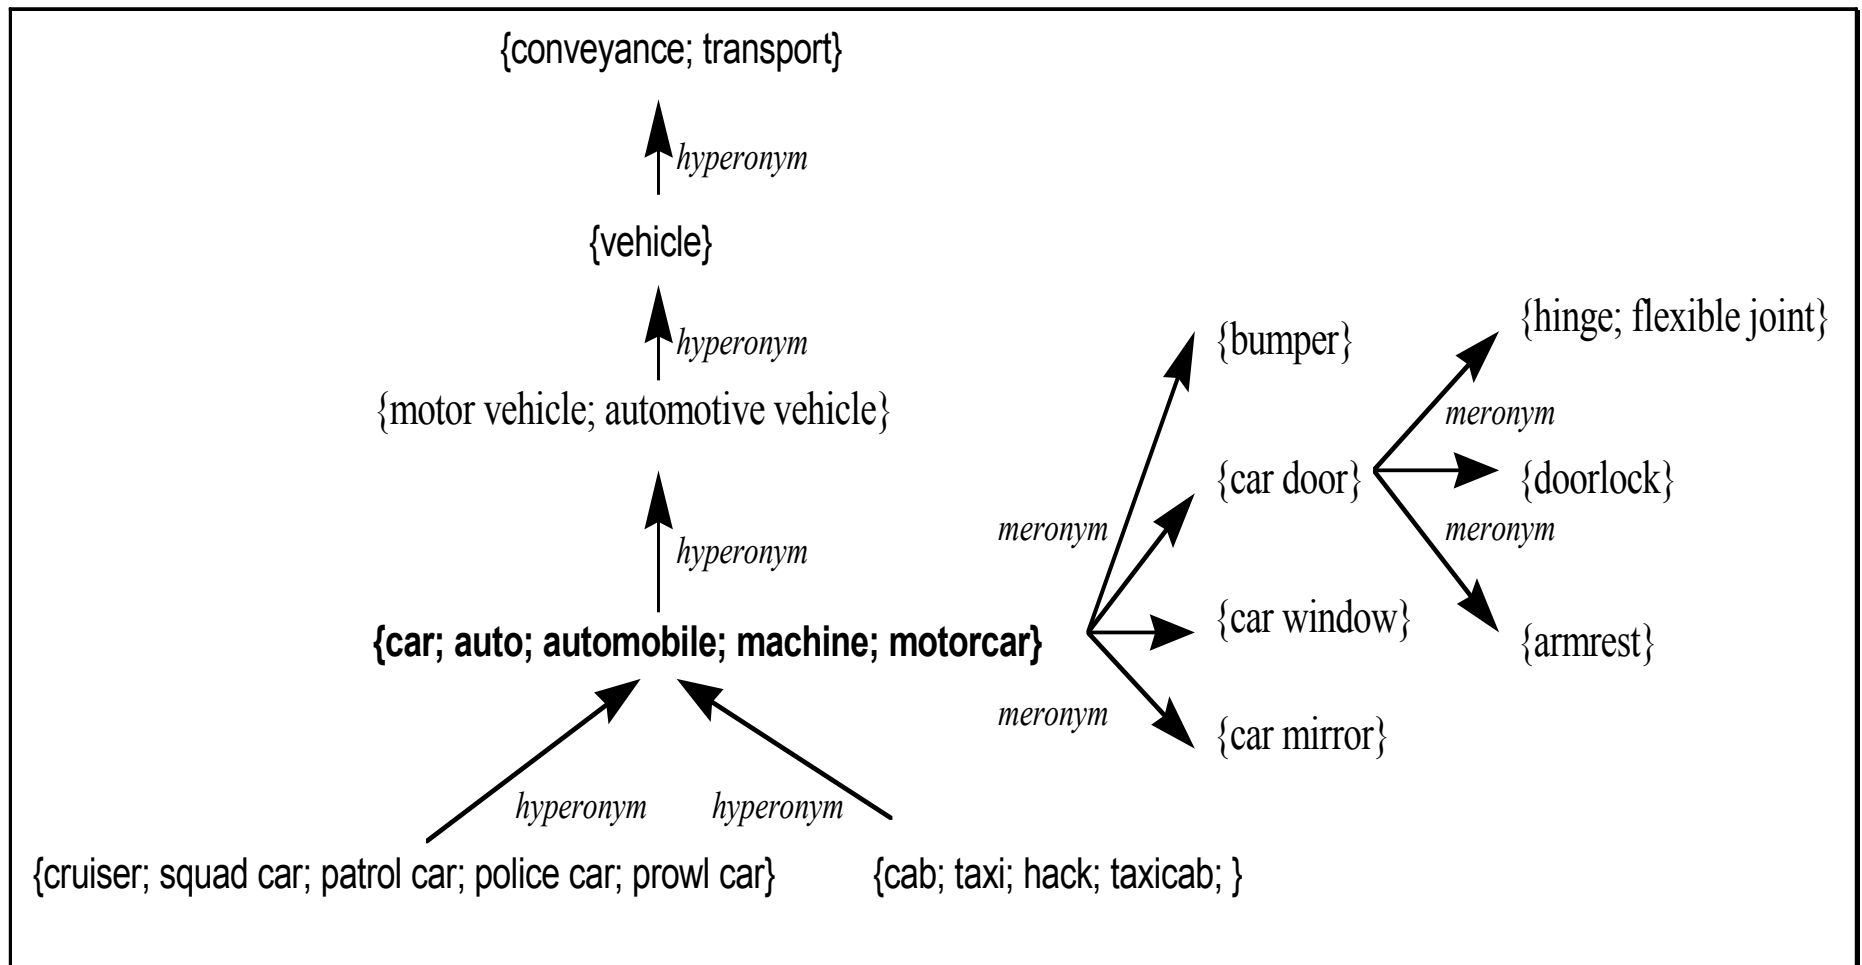 {conveyance; transport}
hyperonym
{vehicle}
hyperonym
{motor vehicle; automotive vehicle}
hyperonym
{car; auto; automobile; machine; motorcar}
hyperonym
hyperonym
{cruiser; squad car; patrol car; police car; prowl car}
{cab; taxi; hack; taxicab; }
meronym
meronym
{bumper}
{car door}
{car window}
{car mirror}
meronym
meronym
{hinge; flexible joint}
{doorlock}
{armrest}